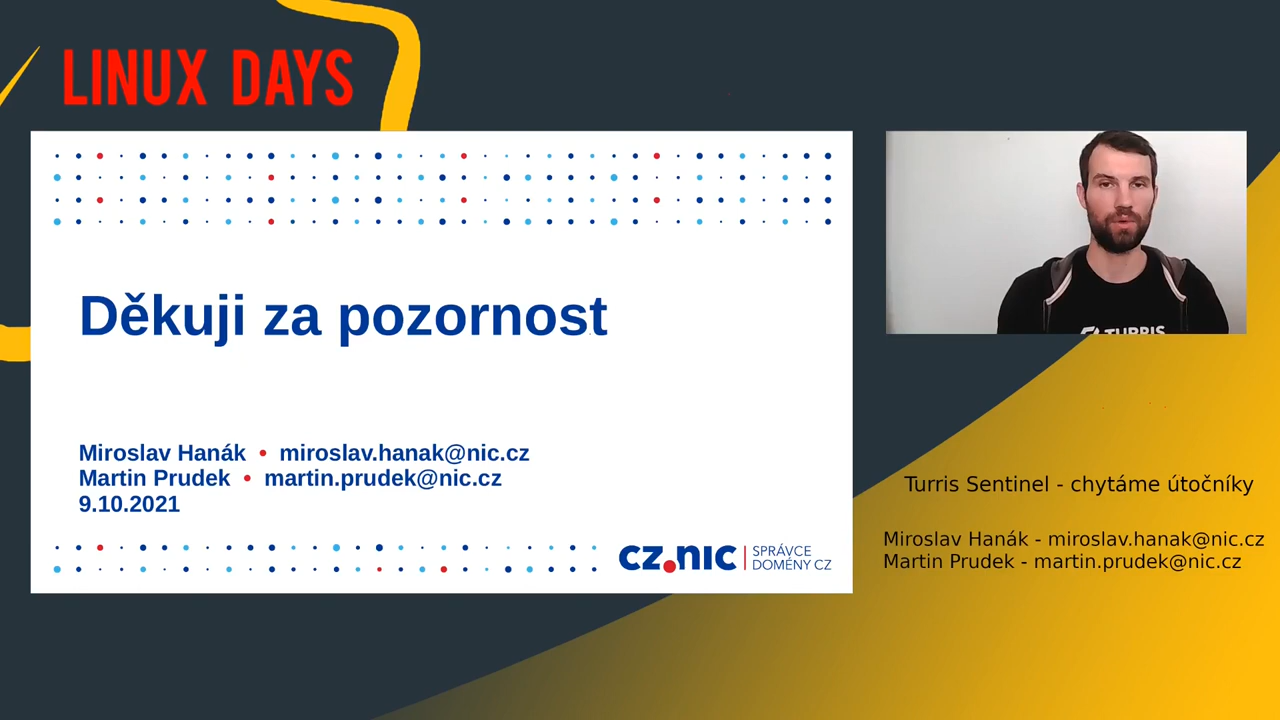 LINUX DAYS
Děkuji za pozornost
Miroslav Hanák • miroslav.hanak@nic.cz
Martin Prudek • martin.prudek@nic.cz
9.10.2021
CZ.NIC | SPRÁVCE
DOMÉNY CZ
TURRIS
Turris Sentinel - chytáme útočníky
Miroslav Hanák - miroslav.hanak@nic.cz
Martin Prudek - martin.prudek@nic.cz